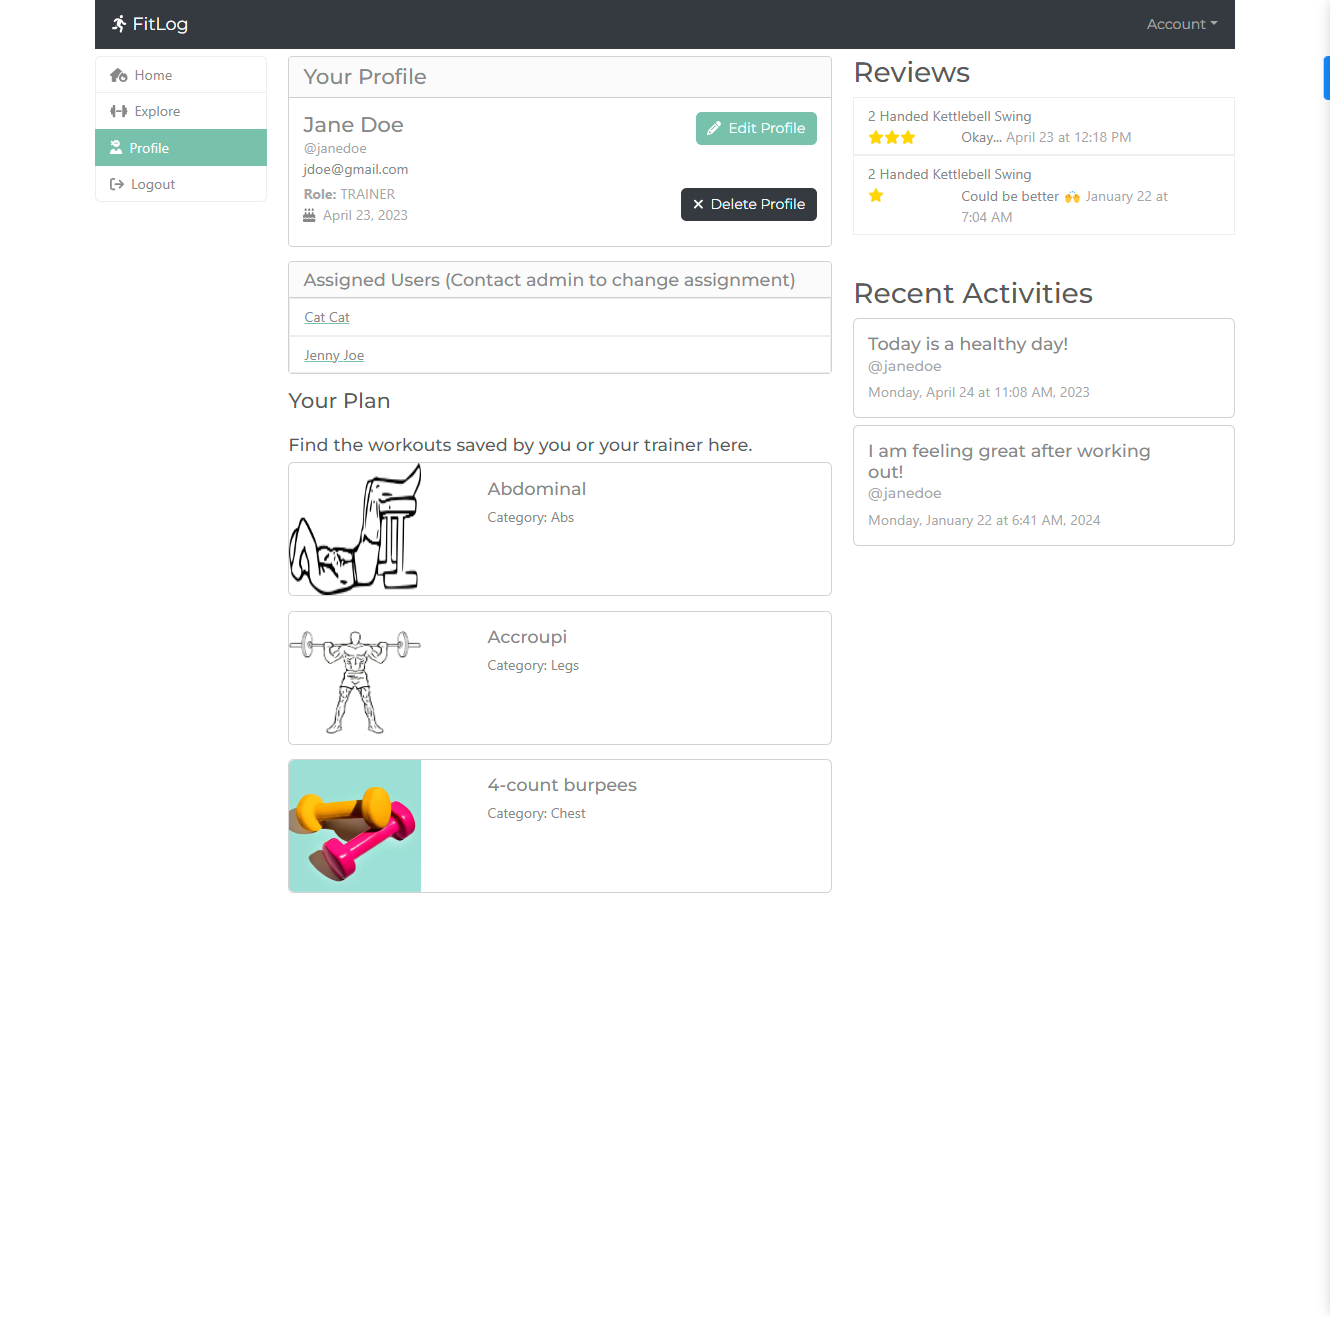 FitLog
Account
Home
Explore
Profile
Logout
Your Profile
Jane Doe
@janedoe
jdoe@gmail.com
Role: TRAINER
April 23, 2023
Edit Profile
Delete Profile
Assigned Users (Contact admin to change assignment)
Cat Cat
Jenny Joe
Your Plan
Find the workouts saved by you or your trainer here.
Abdominal
Category: Abs
Accroupi
Category: Legs
4-count burpees
Category: Chest
Reviews
2 Handed Kettlebell Swing
Okay... April 23 at 12:18 PM
2 Handed Kettlebell Swing
Could be better 🙌 January 22 at
7:04 AM
Recent Activities
Today is a healthy day!
@janedoe
Monday, April 24 at 11:08 AM, 2023
I am feeling great after working
out!
@janedoe
Monday, January 22 at 6:41 AM, 2024